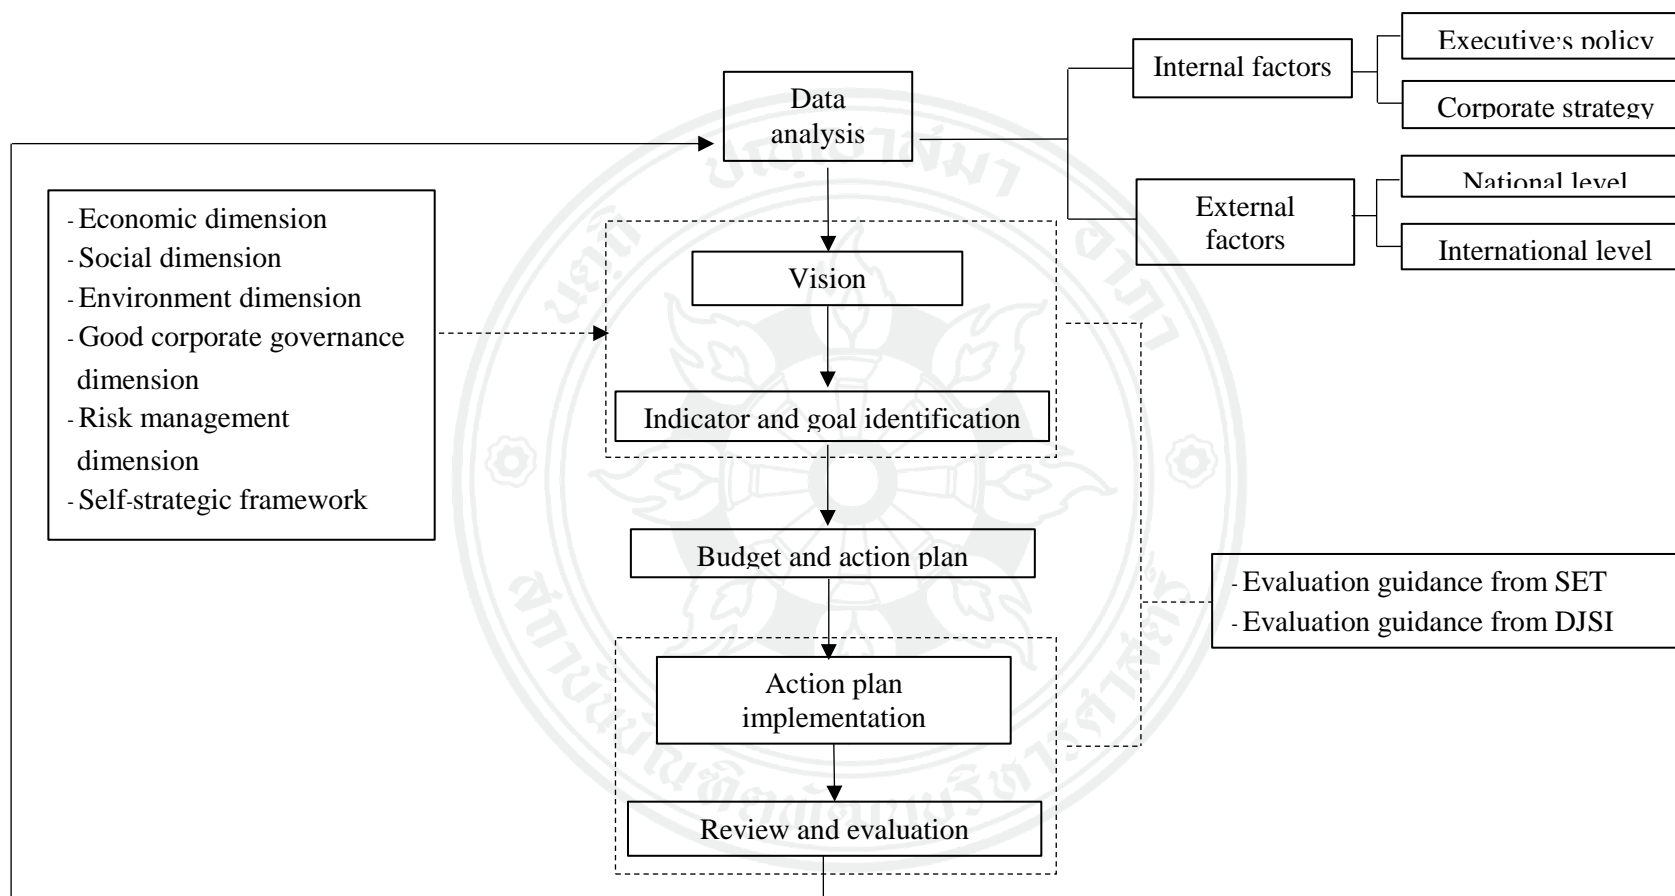 Executive's policy
Internal factors
Corporate strategy
Data
analysis
National level
External
factors
International level
- Economic dimension
- Social dimension
- Environment dimension
- Good corporate governance
dimension
- Risk management
dimension
- Self-strategic framework
Vision
Indicator and goal identification
Budget and action plan
- Evaluation guidance from SET
- Evaluation guidance from DJSI
Action plan
implementation
Review and evaluation